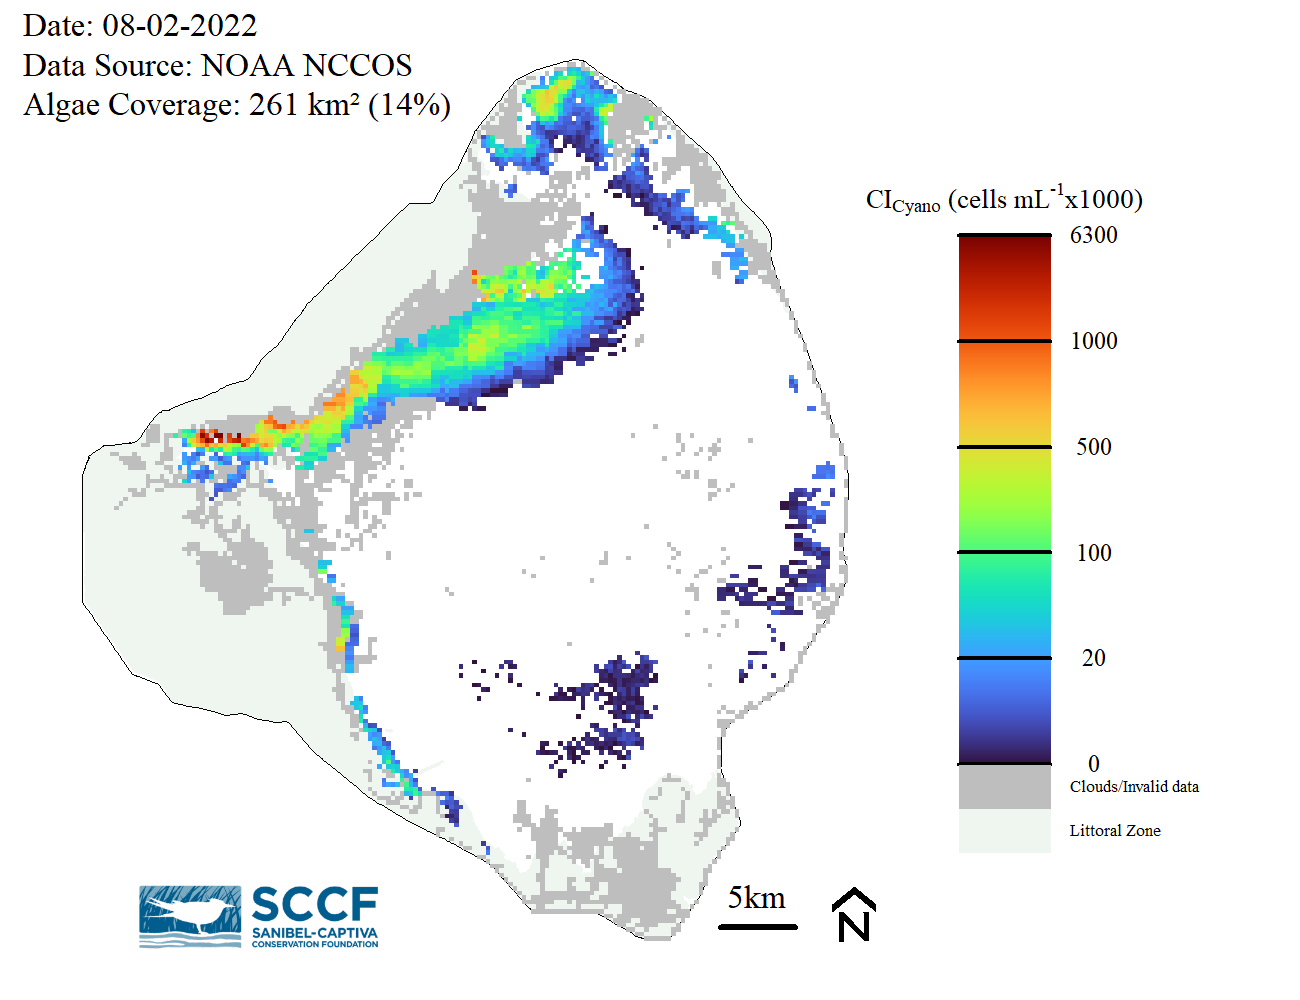 Date: 08-02-2022
Data Source: NOAA NCCOS
Algae Coverage: 261 km² (14%)
CICyano (cells mL-1x1000)
6300
1000
500
100
20
0
Clouds/Invalid data
Littoral Zone
5km
N
SCCF
SANIBEL-CAPTIVA
CONSERVATION FOUNDATION